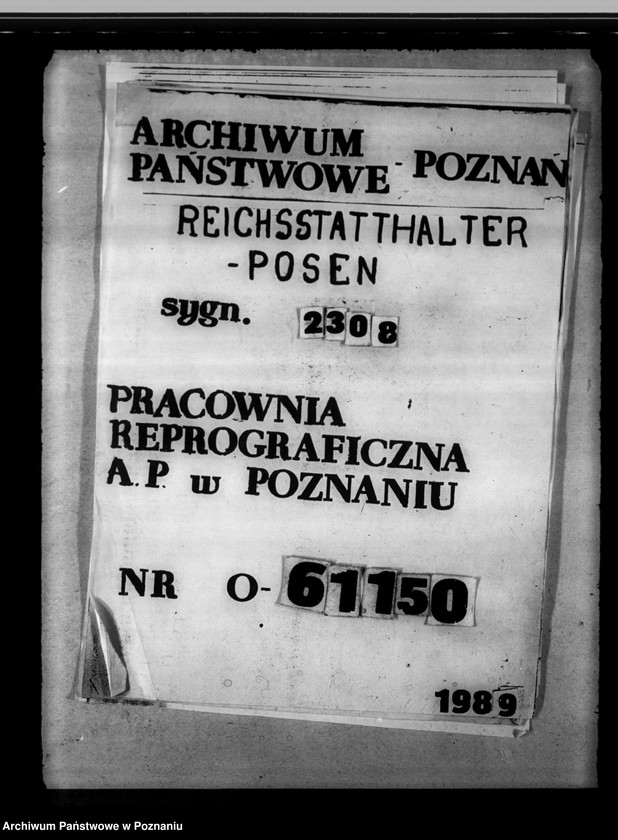 ARCHIWUM
PAŃSTWOWE - POZNAŃ
REICHSSTATTHALTER
-POSEN
sygn. 2308
PRACOWNIA
REPROGRAFICZNA
A.P. w POZNANIU
NR O-61150
1989
Archiwum Państwowe w Poznaniu